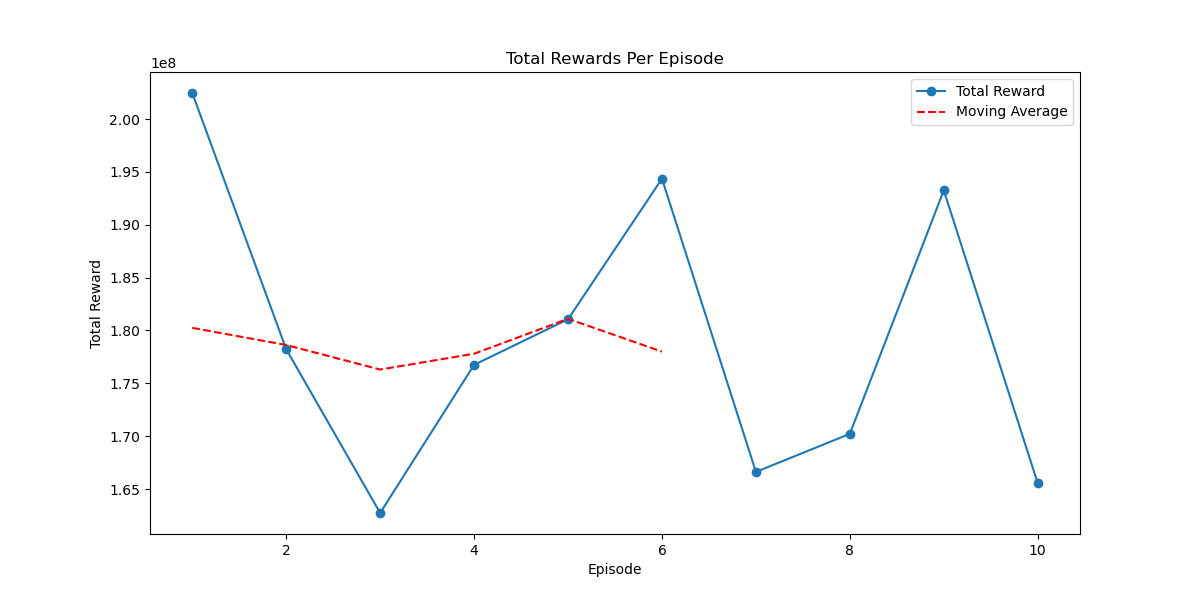 Total Rewards Per Episode
1e8
Total Reward
Moving Average
2.00
1.95
1.90
1.85
1.80
1.75
1.70
1.65
Total Reward
2 4 6 8 10
Episode